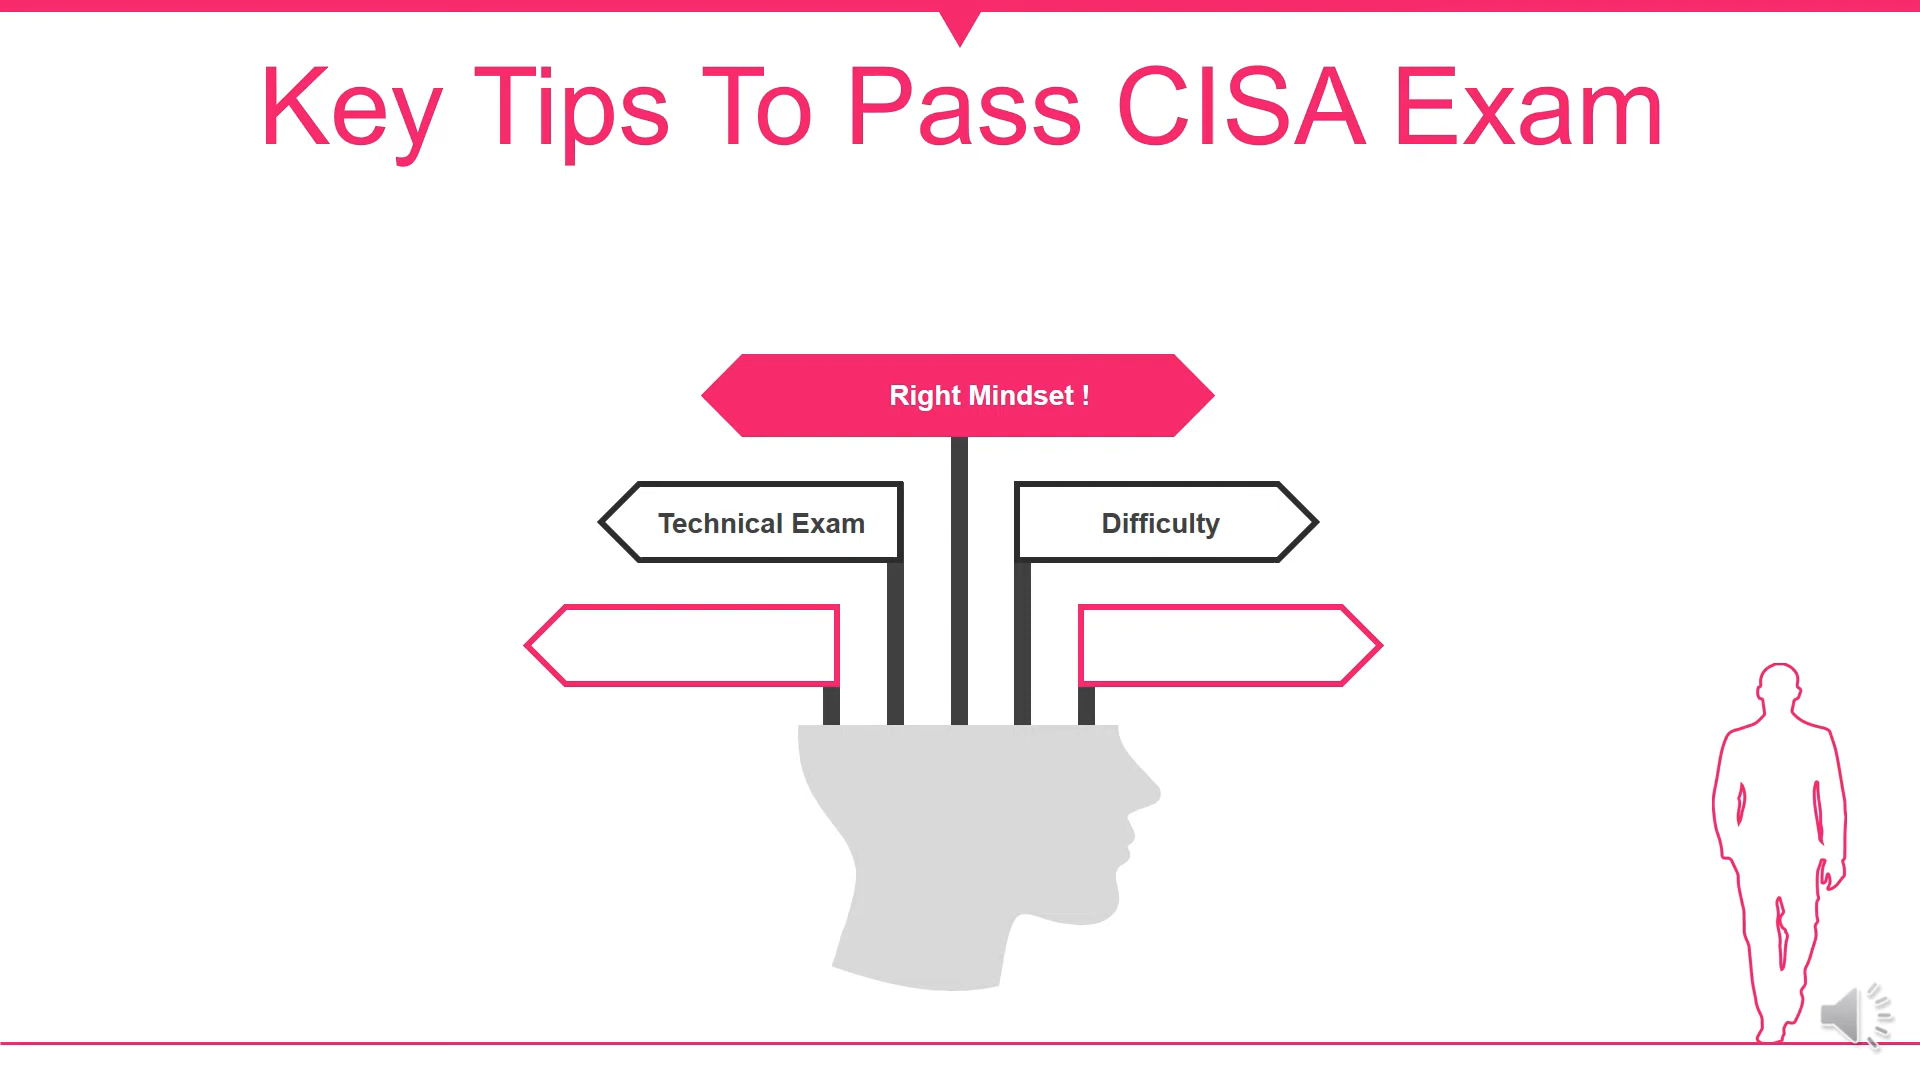 Key Tips To Pass CISA Exam
Right Mindset !
Technical Exam
Difficulty